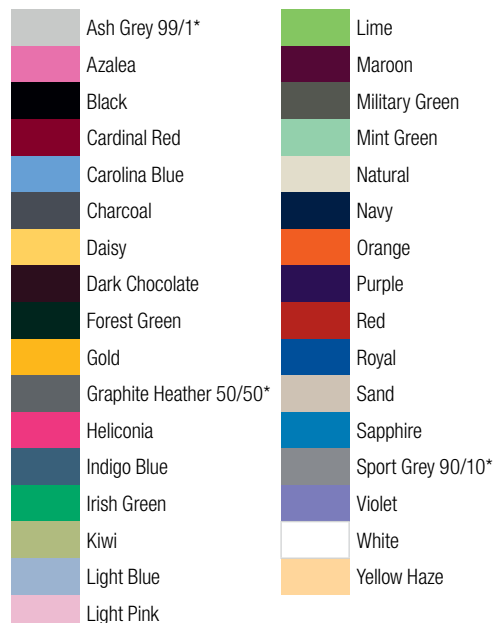 Ash Grey 99/1*
Azalea
Black
Cardinal Red
Carolina Blue
Charcoal
Daisy
Dark Chocolate
Forest Green
Gold
Graphite Heather 50/50*
Heliconia
Indigo Blue
Irish Green
Kiwi
Light Blue
Light Pink
Lime
Maroon
Military Green
Mint Green
Natural
Navy
Orange
Purple
Red
Royal
Sand
Sapphire
Sport Grey 90/10*
Violet
White
Yellow Haze